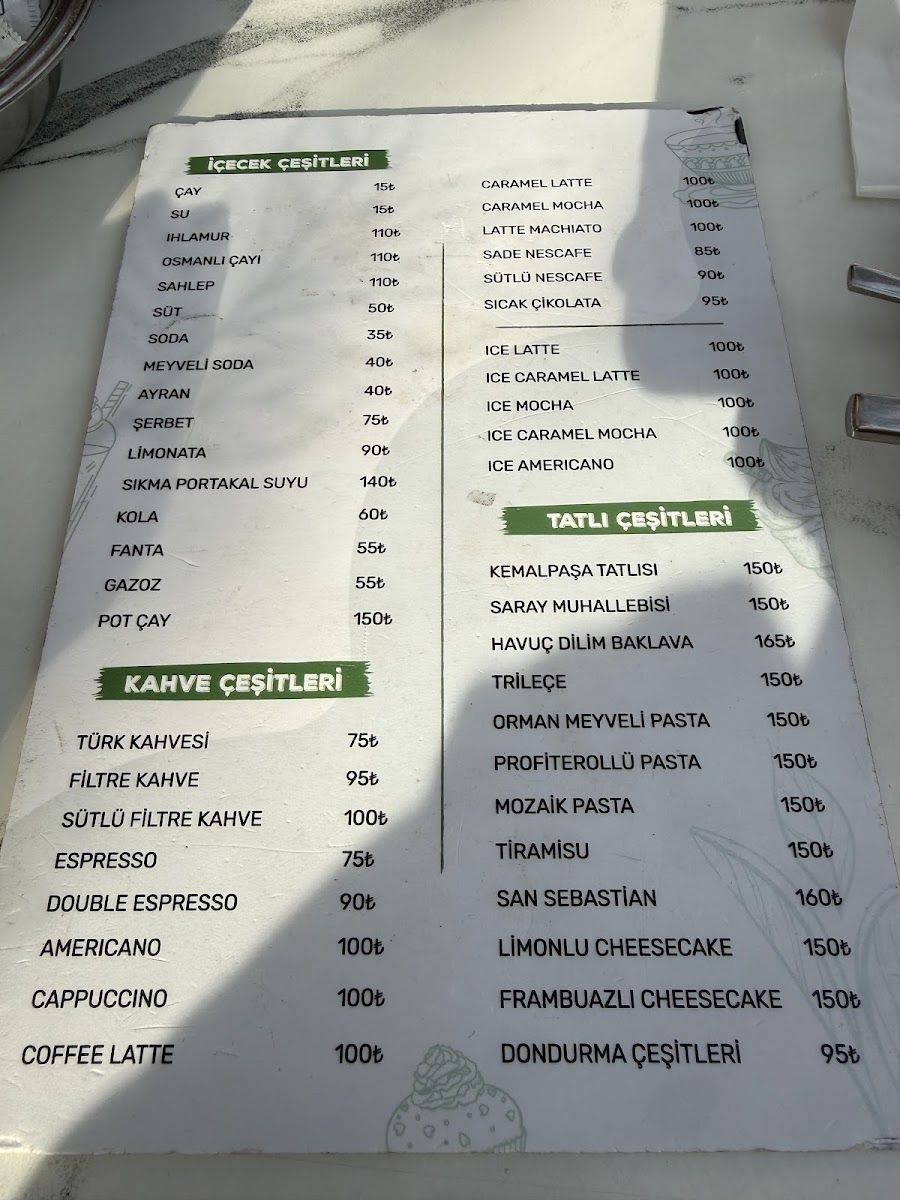 İÇECEK ÇEŞİTLERİ
ÇAY 15₺
SU 15₺
IHLAMUR 110₺
OSMANLI ÇAYI 110₺
SAHLEP 110₺
SÜT 50₺
SODA 35₺
MEYVELİ SODA 40₺
AYRAN 40₺
ŞERBET 75₺
LİMONATA 90₺
SIKMA PORTAKAL SUYU 140₺
KOLA 60₺
FANTA 55₺
GAZOZ 55₺
POT ÇAY 150₺
KAHVE ÇEŞİTLERİ
TÜRK KAHVESİ 75₺
FİLTRE KAHVE 95₺
SÜTLÜ FİLTRE KAHVE 100₺
ESPRESSO 75₺
DOUBLE ESPRESSO 90₺
AMERICANO 100₺
CAPPUCCINO 100₺
COFFEE LATTE 100₺
CARAMEL LATTE 100₺
CARAMEL MOCHA 100₺
LATTE MACHIATO 100₺
SADE NESCAFE 85₺
SÜTLÜ NESCAFE 90₺
SICAK ÇİKOLATA 95₺
ICE LATTE 100₺
ICE CARAMEL LATTE 100₺
ICE MOCHA 100₺
ICE CARAMEL MOCHA 100₺
ICE AMERICANO 100₺
TATLI ÇEŞİTLERİ
KEMALPAŞA TATLISI 150₺
SARAY MUHALLEBİSİ 150₺
HAVUÇ DİLİM BAKLAVA 165₺
TRİLEÇE 150₺
ORMAN MEYVELİ PASTA 150₺
PROFİTEROLLÜ PASTA 150₺
MOZAİK PASTA 150₺
TİRAMİSU 150₺
SAN SEBASTİAN 160₺
LİMONLU CHEESECAKE 150₺
FRAMBUAZLI CHEESECAKE 150₺
DONDURMA ÇEŞİTLERİ 95₺